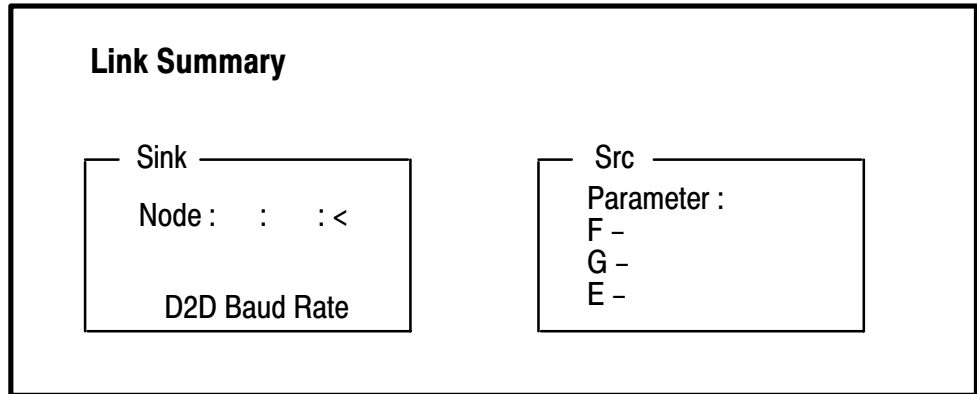 Link Summary
Sink
Node : : : <
D2D Baud Rate
Src
Parameter :
F –
G –
E –